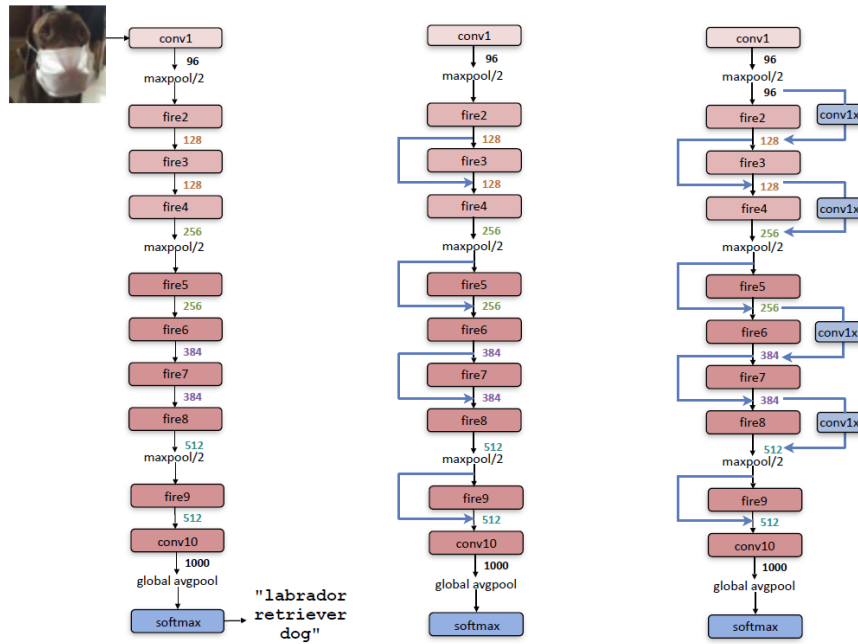 conv1
96
maxpool/2
fire2
128
fire3
128
fire4
256
maxpool/2
fire5
256
fire6
384
fire7
384
fire8
512
maxpool/2
fire9
512
conv10
1000
global avgpool
softmax
"labrador
retriever
dog"
conv1
96
maxpool/2
fire2
128
fire3
128
fire4
256
maxpool/2
fire5
256
fire6
384
fire7
384
fire8
512
maxpool/2
fire9
512
conv10
1000
global avgpool
softmax
conv1
96
maxpool/2
96
conv1x
fire2
128
fire3
128
conv1x
fire4
256
maxpool/2
fire5
256
fire6
conv1x
384
fire7
384
fire8
conv1x
512
maxpool/2
fire9
512
conv10
1000
global avgpool
softmax